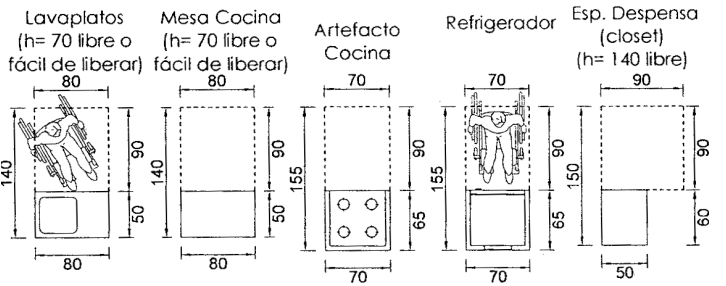 Lavaplatos
(h= 70 libre o
fácil de liberar)
80
140
90
50
80
Mesa Cocina
(h= 70 libre o
fácil de liberar)
80
140
90
50
80
Artefacto
Cocina
70
155
90
65
70
Refrigerador
70
155
90
65
70
Esp. Despensa
(closet)
(h= 140 libre)
90
150
90
60
50